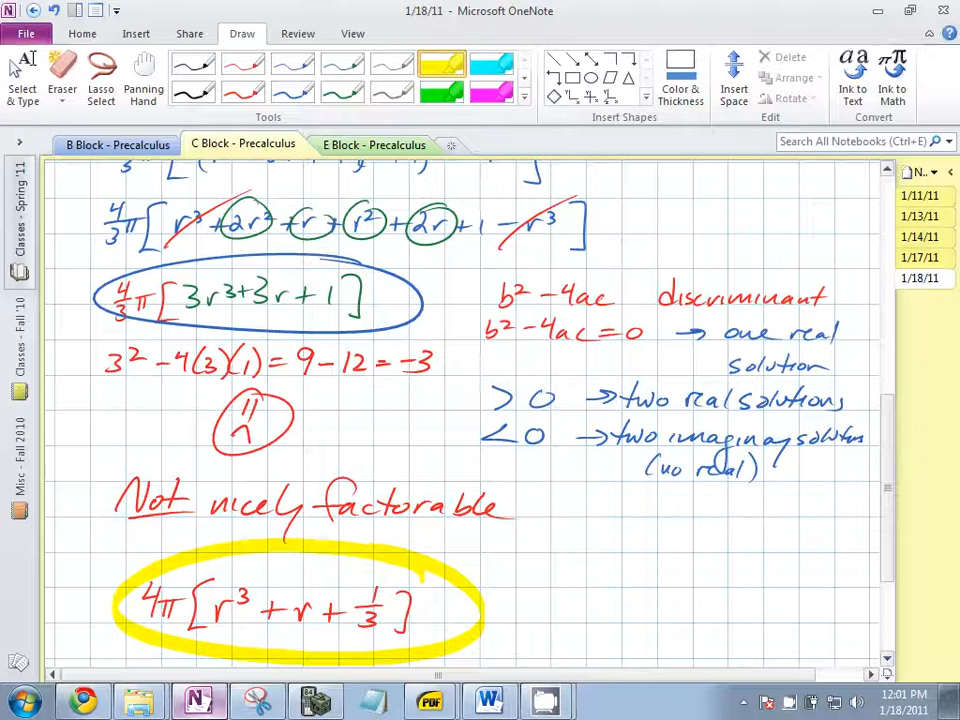 1/18/11 - Microsoft OneNote
File Home Insert Share Draw Review View
Select & Type
Eraser
Lasso Select
Panning Hand
Color & Thickness
Insert Space
Delete
Arrange
Rotate
Ink to Text
Ink to Math
Tools Insert Shapes Edit Convert
B Block - Precalculus C Block - Precalculus E Block - Precalculus
Search All Notebooks (Ctrl+E)
N..
1/11/11
1/13/11
1/14/11
1/17/11
1/18/11
Classes - Spring '11
Classes - Fall '10
Misc - Fall 2010
4/3 π [ r³ + 2r² + r + r² + 2r + 1 - r³ ]
4/3 π [ 3r³ + 3r + 1 ]
3² - 4(3)(1) = 9 - 12 = -3
Not nicely factorable
4π [ r³ + r + 1/3 ]
b² - 4ac discriminant
b² - 4ac = 0 → one real
solution
> 0 → two real solutions
< 0 → two imaginary solutions
(no real)
12:01 PM
1/18/2011